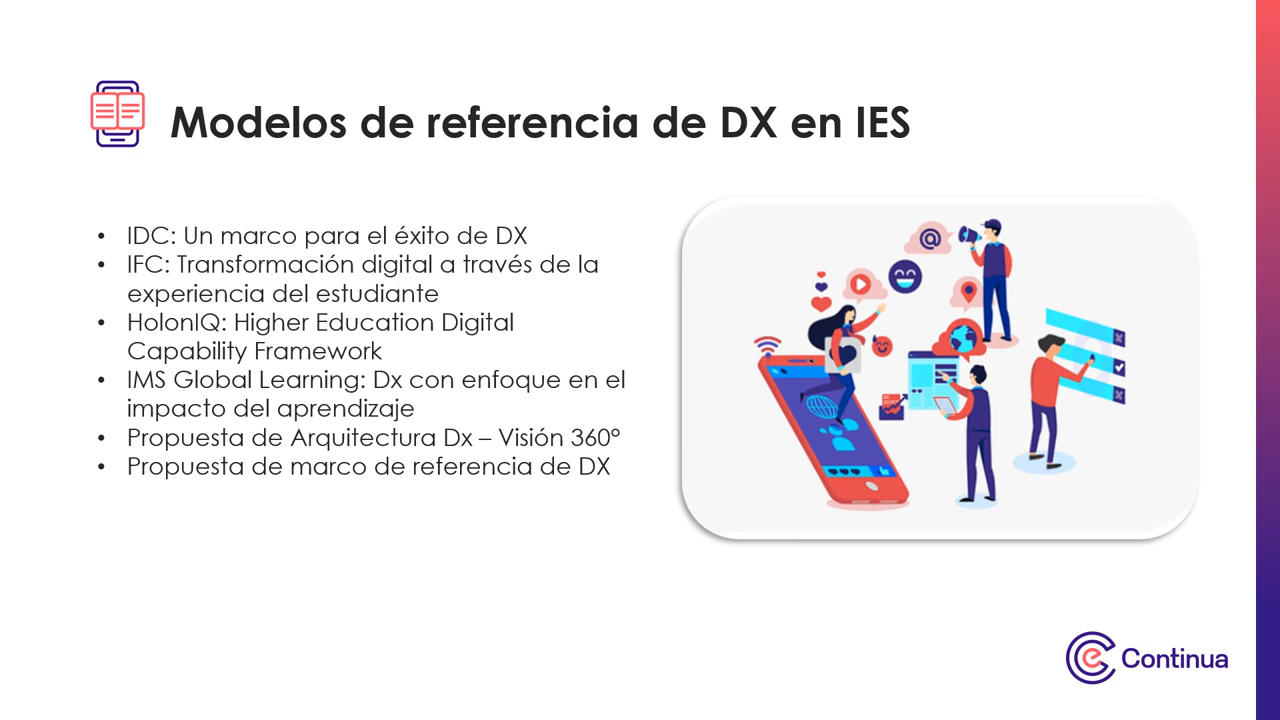 Modelos de referencia de DX en IES
• IDC: Un marco para el éxito de DX
• IFC: Transformación digital a través de la
experiencia del estudiante
• HolonIQ: Higher Education Digital
Capability Framework
• IMS Global Learning: Dx con enfoque en el
impacto del aprendizaje
• Propuesta de Arquitectura Dx – Visión 360°
• Propuesta de marco de referencia de DX
@
e Continua